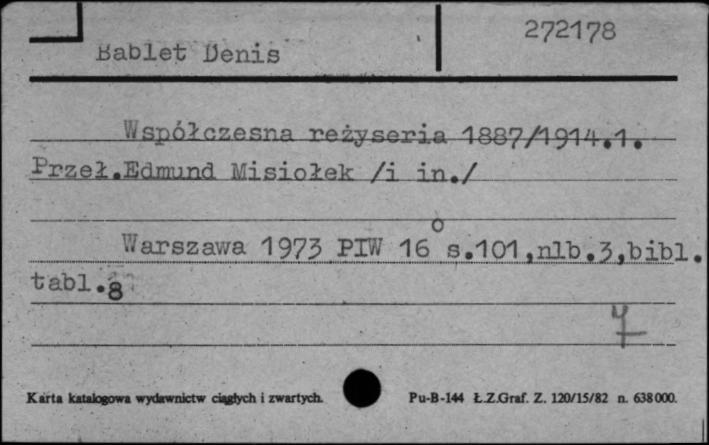 272178
Bablet Denis
Współczesna reżyseria 1887/1914.1.
Przeł.Edmund Misiołek /i in./
Warszawa 1973 PIW 16° s.101,nlb.3,bibl.
tabl.8
Karta katalogowa wydawnictw ciągłych i zwartych. Pu-B-144 Ł.Z.Graf. Z. 120/15/82 n. 638000.